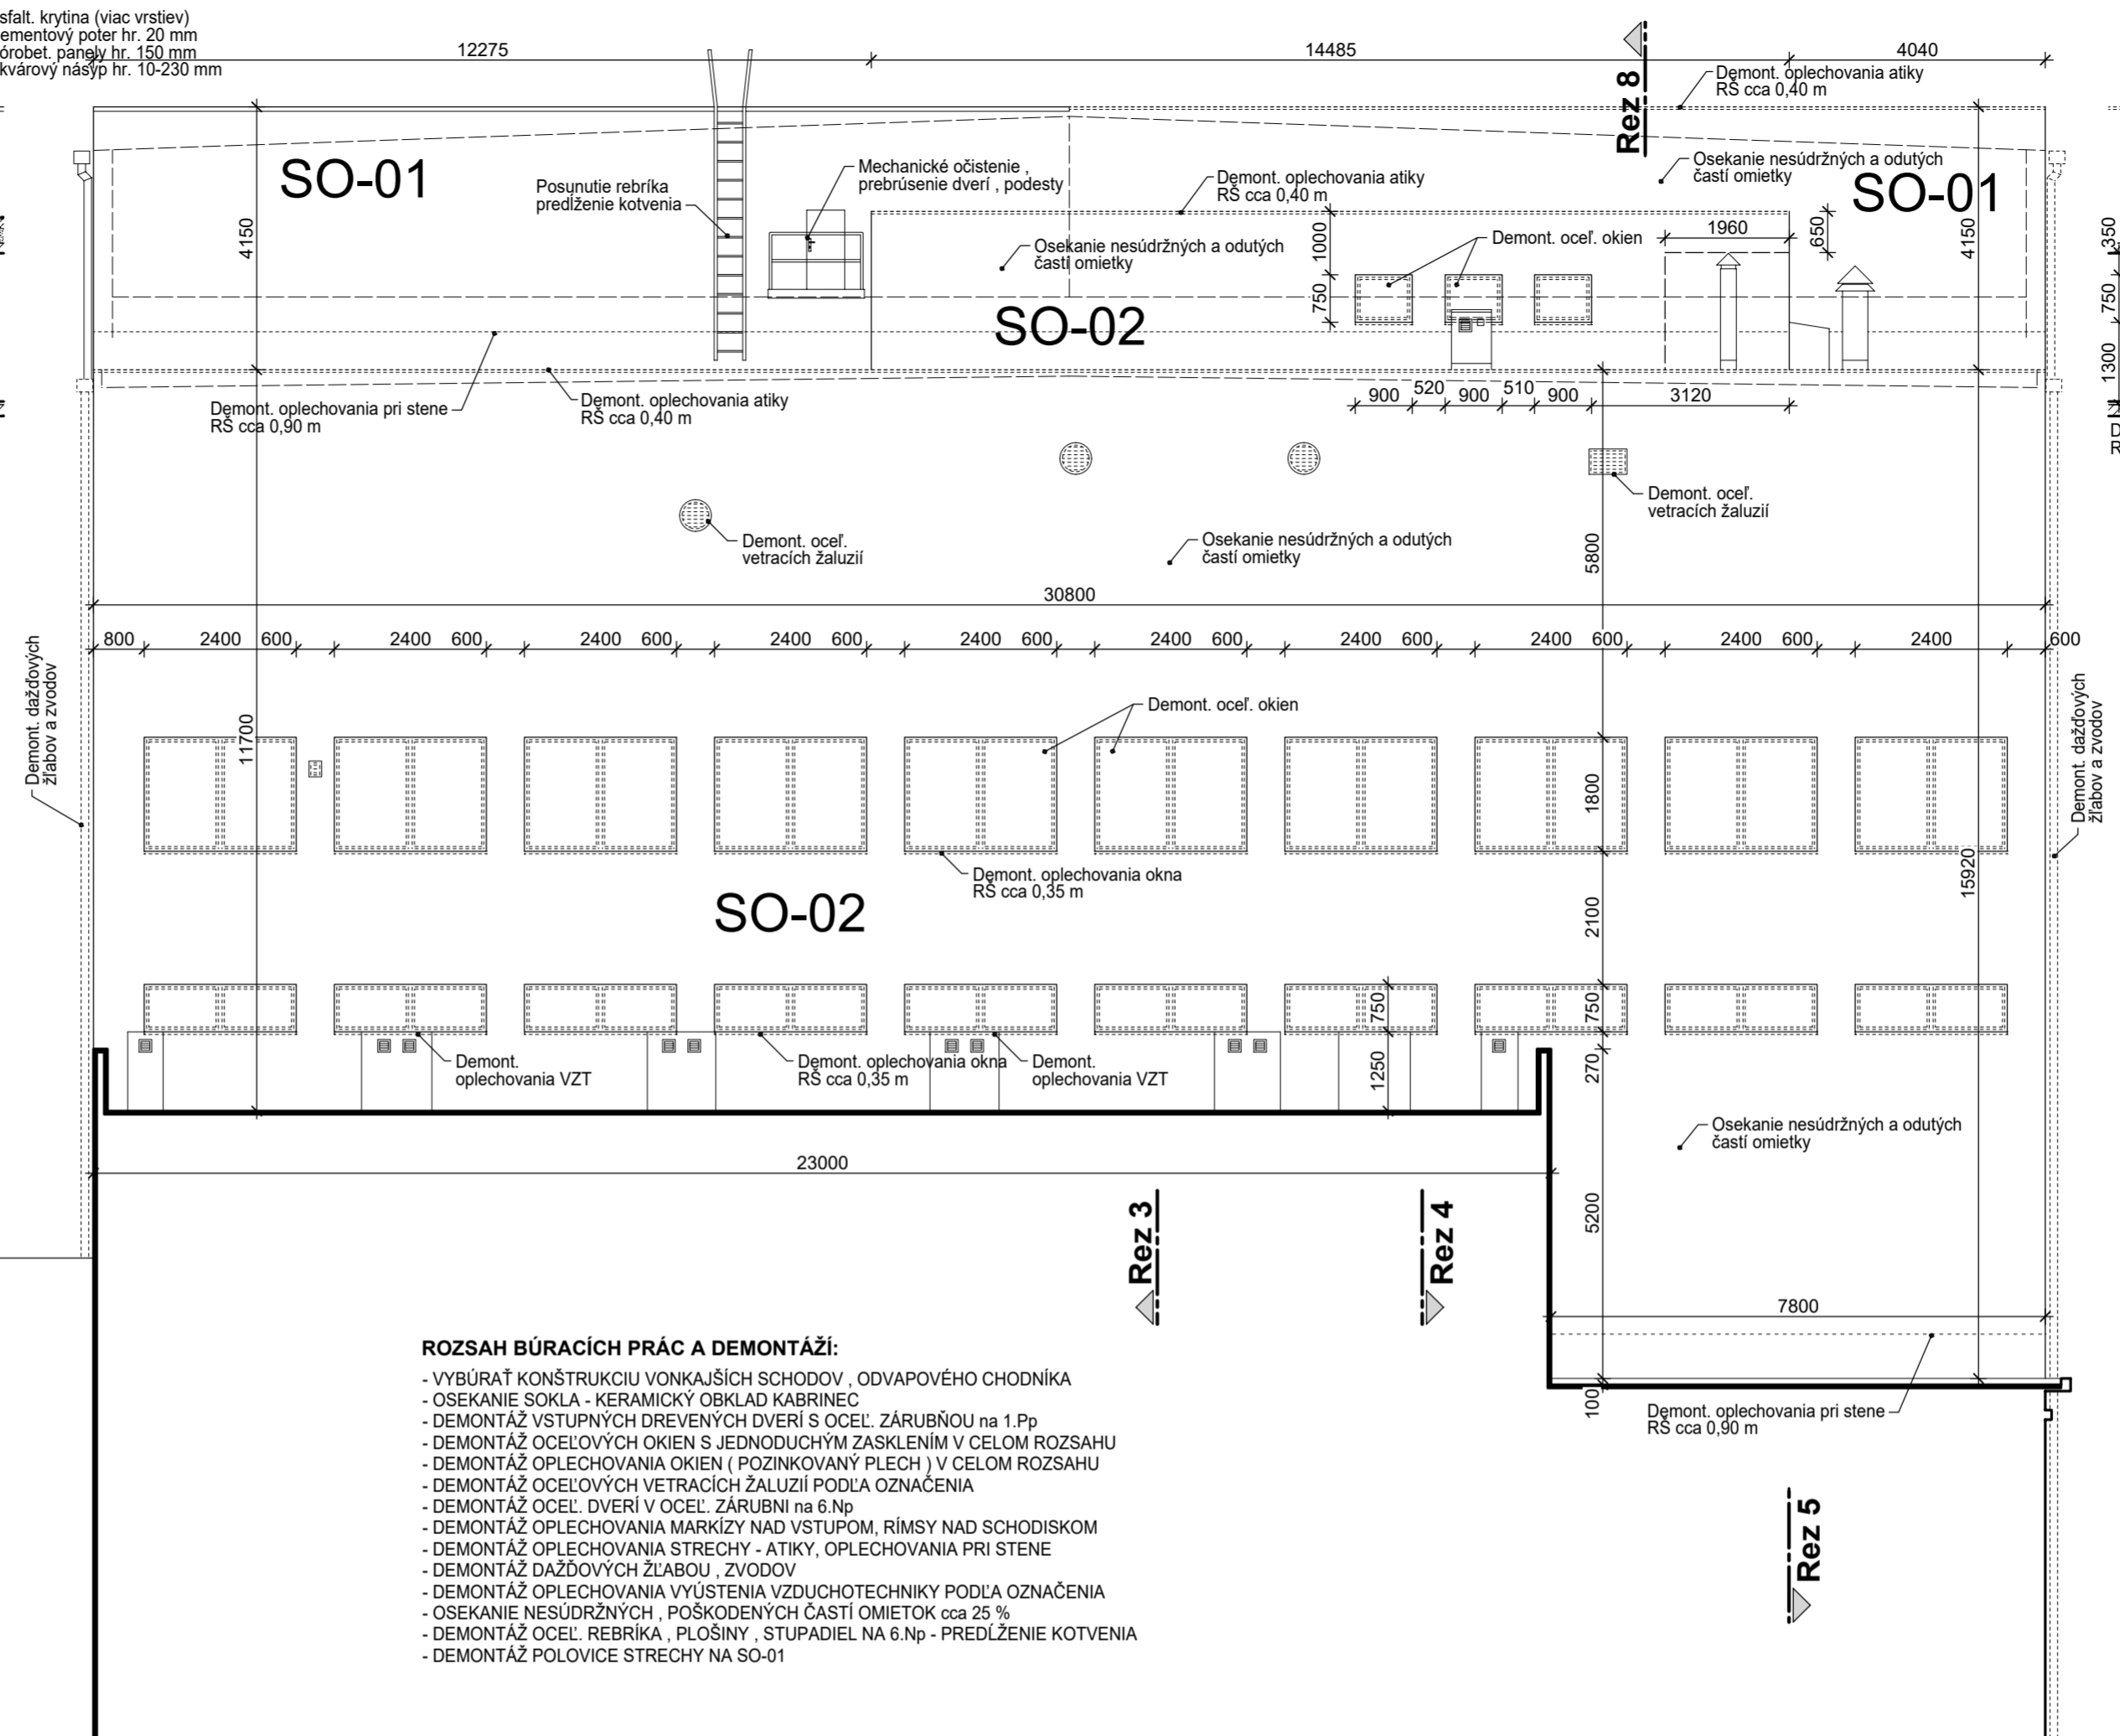 sfalt. krytina (viac vrstiev)
ementový poter hr. 20 mm
órobet. panely hr. 150 mm
kvárový násyp hr. 10-230 mm
12275
14485
4040
Rez 8
Demont. oplechovania atiky
RŠ cca 0,40 m
SO-01
4150
Posunutie rebríka
predĺženie kotvenia
Mechanické očistenie ,
prebrúsenie dverí , podesty
Demont. oplechovania atiky
RŠ cca 0,40 m
Osekanie nesúdržných a odutých
častí omietky
SO-01
Osekanie nesúdržných a odutých
častí omietky
1000
750
Demont. oceľ. okien
1960
650
4150
350
750
1300
SO-02
Demont. oplechovania pri stene
RŠ cca 0,90 m
Demont. oplechovania atiky
RŠ cca 0,40 m
900
520
900
510
900
3120
D
R
Demont. oceľ.
vetracích žaluzií
Demont. oceľ.
vetracích žaluzií
Osekanie nesúdržných a odutých
častí omietky
5800
30800
800 2400 600 2400 600 2400 600 2400 600 2400 600 2400 600 2400 600 2400 600 2400 600 2400 600
Demont. dažďových
žľabov a zvodov
11700
Demont. oceľ. okien
1800
Demont. dažďových
žľabov a zvodov
Demont. oplechovania okna
RŠ cca 0,35 m
15920
SO-02
2100
750
750
Demont.
oplechovania VZT
Demont. oplechovania okna
RŠ cca 0,35 m
Demont.
oplechovania VZT
1250
270
Osekanie nesúdržných a odutých
častí omietky
23000
Rez 3
Rez 4
5200
7800
100
Demont. oplechovania pri stene
RŠ cca 0,90 m
Rez 5
ROZSAH BÚRACÍCH PRÁC A DEMONTÁŽÍ:
- VYBÚRAŤ KONŠTRUKCIU VONKAJŠÍCH SCHODOV , ODVAPOVÉHO CHODNÍKA
- OSEKANIE SOKLA - KERAMICKÝ OBKLAD KABRINEC
- DEMONTÁŽ VSTUPNÝCH DREVENÝCH DVERÍ S OCEĽ. ZÁRUBŇOU na 1.Pp
- DEMONTÁŽ OCEĽOVÝCH OKIEN S JEDNODUCHÝM ZASKLENÍM V CELOM ROZSAHU
- DEMONTÁŽ OPLECHOVANIA OKIEN ( POZINKOVANÝ PLECH ) V CELOM ROZSAHU
- DEMONTÁŽ OCEĽOVÝCH VETRACÍCH ŽALUZIÍ PODĽA OZNAČENIA
- DEMONTÁŽ OCEĽ. DVERÍ V OCEĽ. ZÁRUBNI na 6.Np
- DEMONTÁŽ OPLECHOVANIA MARKÍZY NAD VSTUPOM, RÍMSY NAD SCHODISKOM
- DEMONTÁŽ OPLECHOVANIA STRECHY - ATIKY, OPLECHOVANIA PRI STENE
- DEMONTÁŽ DAŽĎOVÝCH ŽĽABOU , ZVODOV
- DEMONTÁŽ OPLECHOVANIA VYÚSTENIA VZDUCHOTECHNIKY PODĽA OZNAČENIA
- OSEKANIE NESÚDRŽNÝCH , POŠKODENÝCH ČASTÍ OMIETOK cca 25 %
- DEMONTÁŽ OCEĽ. REBRÍKA , PLOŠINY , STUPADIEL NA 6.Np - PREDĹŽENIE KOTVENIA
- DEMONTÁŽ POLOVICE STRECHY NA SO-01